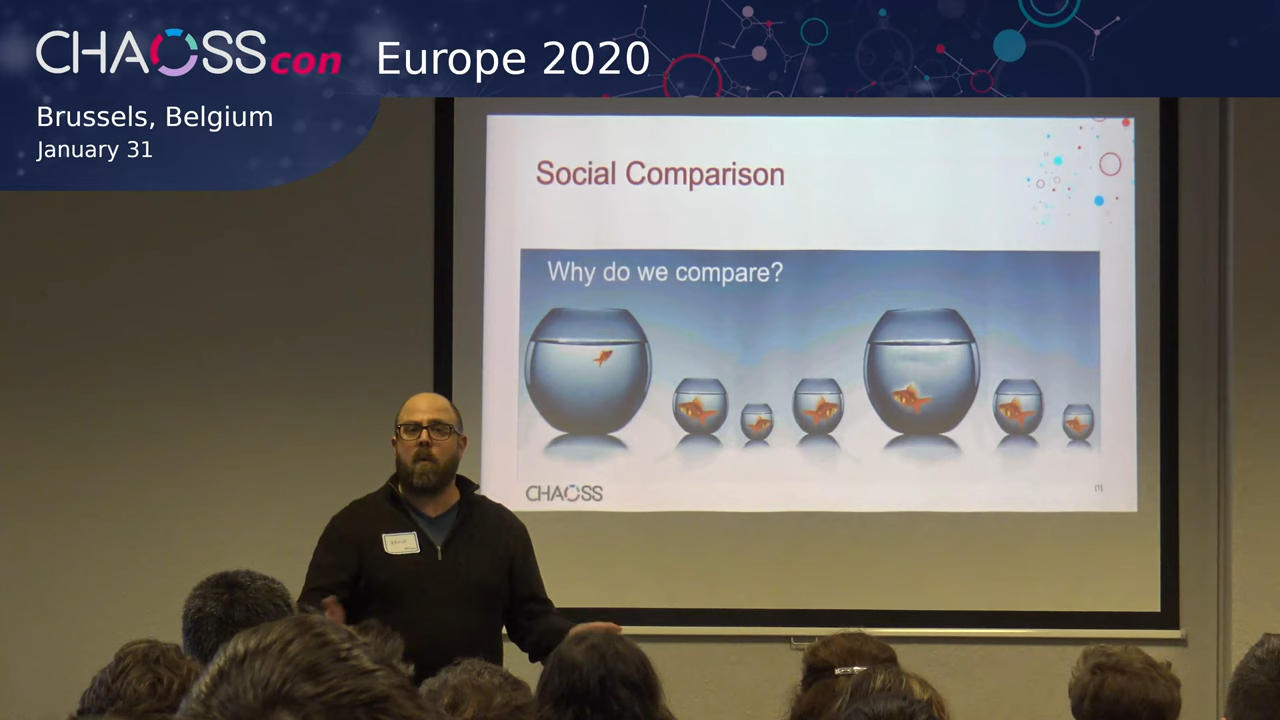 CHAOSScon Europe 2020
Brussels, Belgium
January 31
Social Comparison
Why do we compare?
CHAOSS